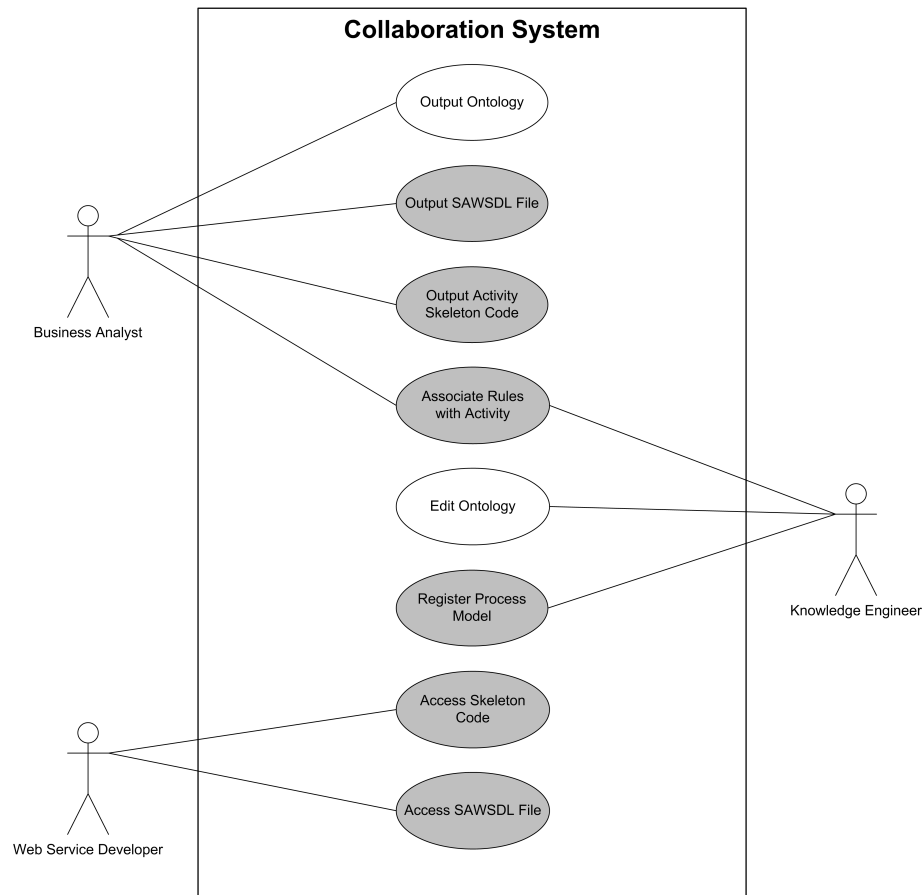 Collaboration System
Output Ontology
Output SAWSDL File
Output Activity
Skeleton Code
Business Analyst
Associate Rules
with Activity
Edit Ontology
Register Process
Model
Knowledge Engineer
Access Skeleton
Code
Access SAWSDL File
Web Service Developer